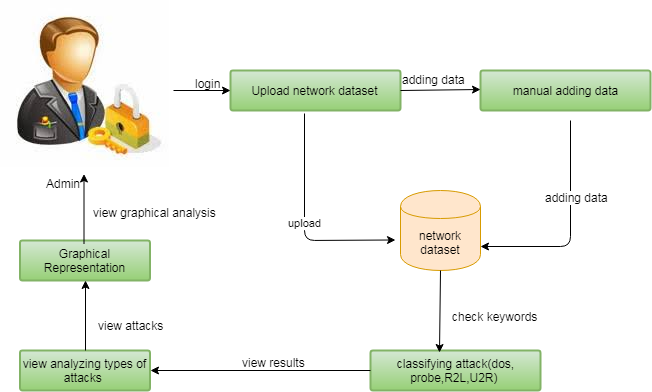 login
Upload network dataset
adding data
manual adding data
Admin
view graphical analysis
upload
adding data
network
dataset
Graphical
Representation
check keywords
view attacks
view analyzing types of
attacks
view results
classifying attack(dos,
probe,R2L,U2R)